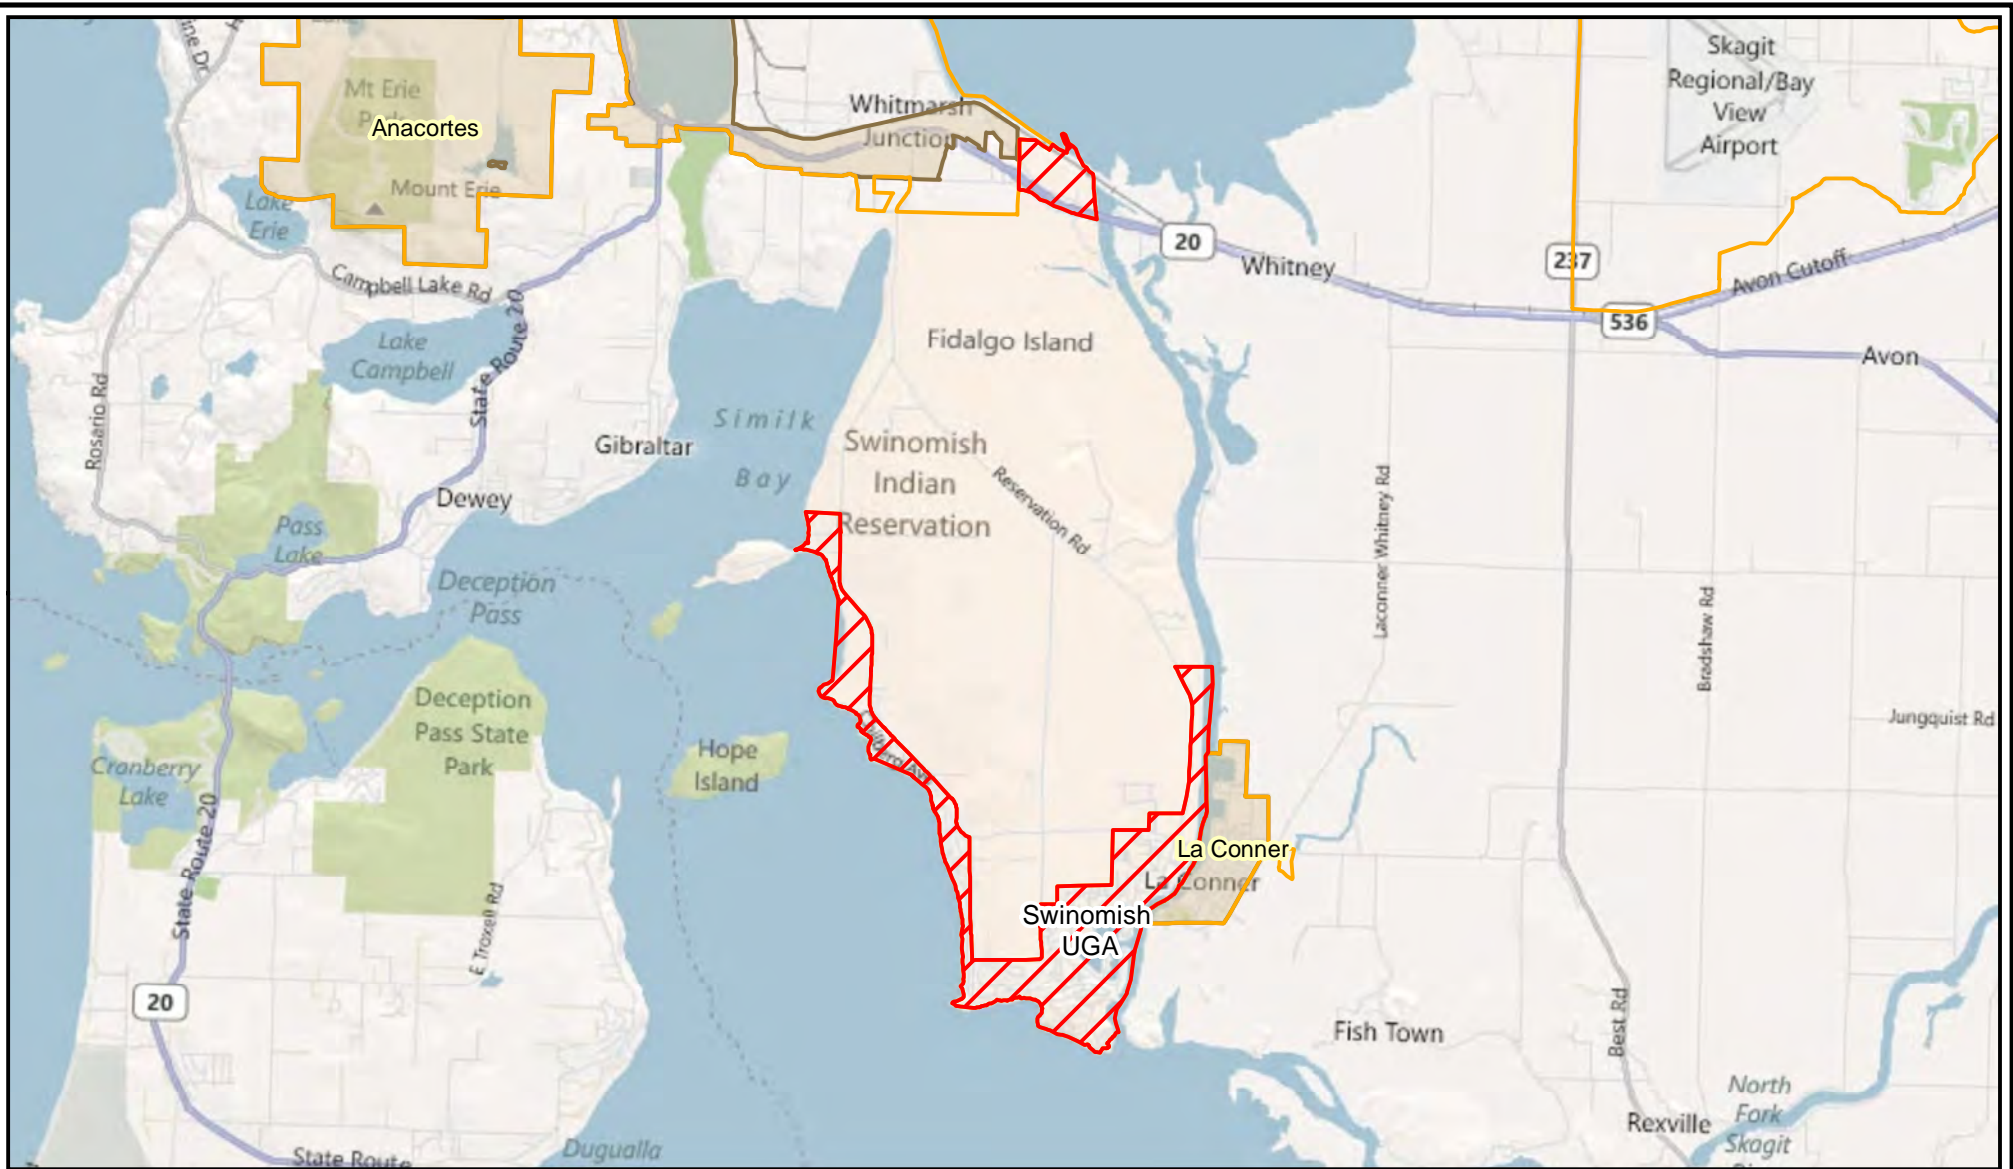 Skagit
Regional/Bay
View
Airport
Mt Erie
Anacortes
Whitmarsh
Junction
Mount Erie
Lake
Erie
20
Whitney
237
Avon Cutoff
Campbell Lake Rd
State Route 20
536
Fidalgo Island
Lake
Campbell
Avon
Rosario Rd
Similk
Bay
Gibraltar
Swinomish
Indian
Reservation
Reservation Rd
Dewey
Laconner Whitney Rd
Pass
Lake
Deception
Pass
Bradshaw Rd
Deception
Pass State
Park
Jungquist Rd
Hope
Island
Cranberry
Lake
State Route 20
La Conner
La Conner
Swinomish
UGA
E Troxell Rd
20
Fish Town
Best Rd
North
Fork
Skagit
Rexville
Dugualla
State Route